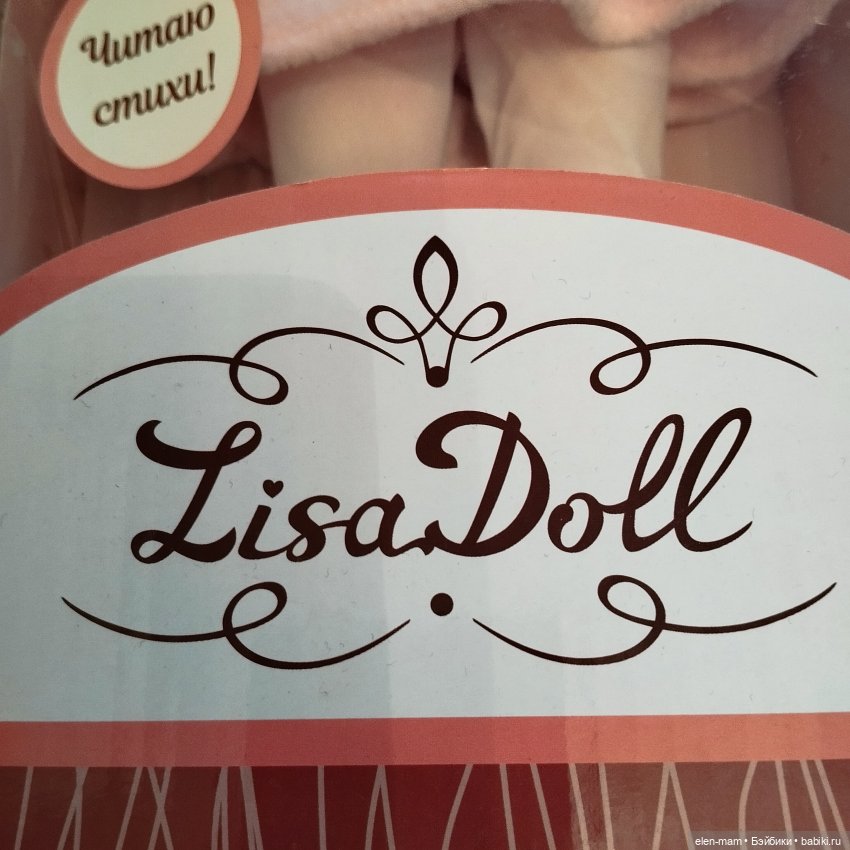 Читаю
стихи!
Lisa Doll
elen-mam • Бэйбики • babiki.ru